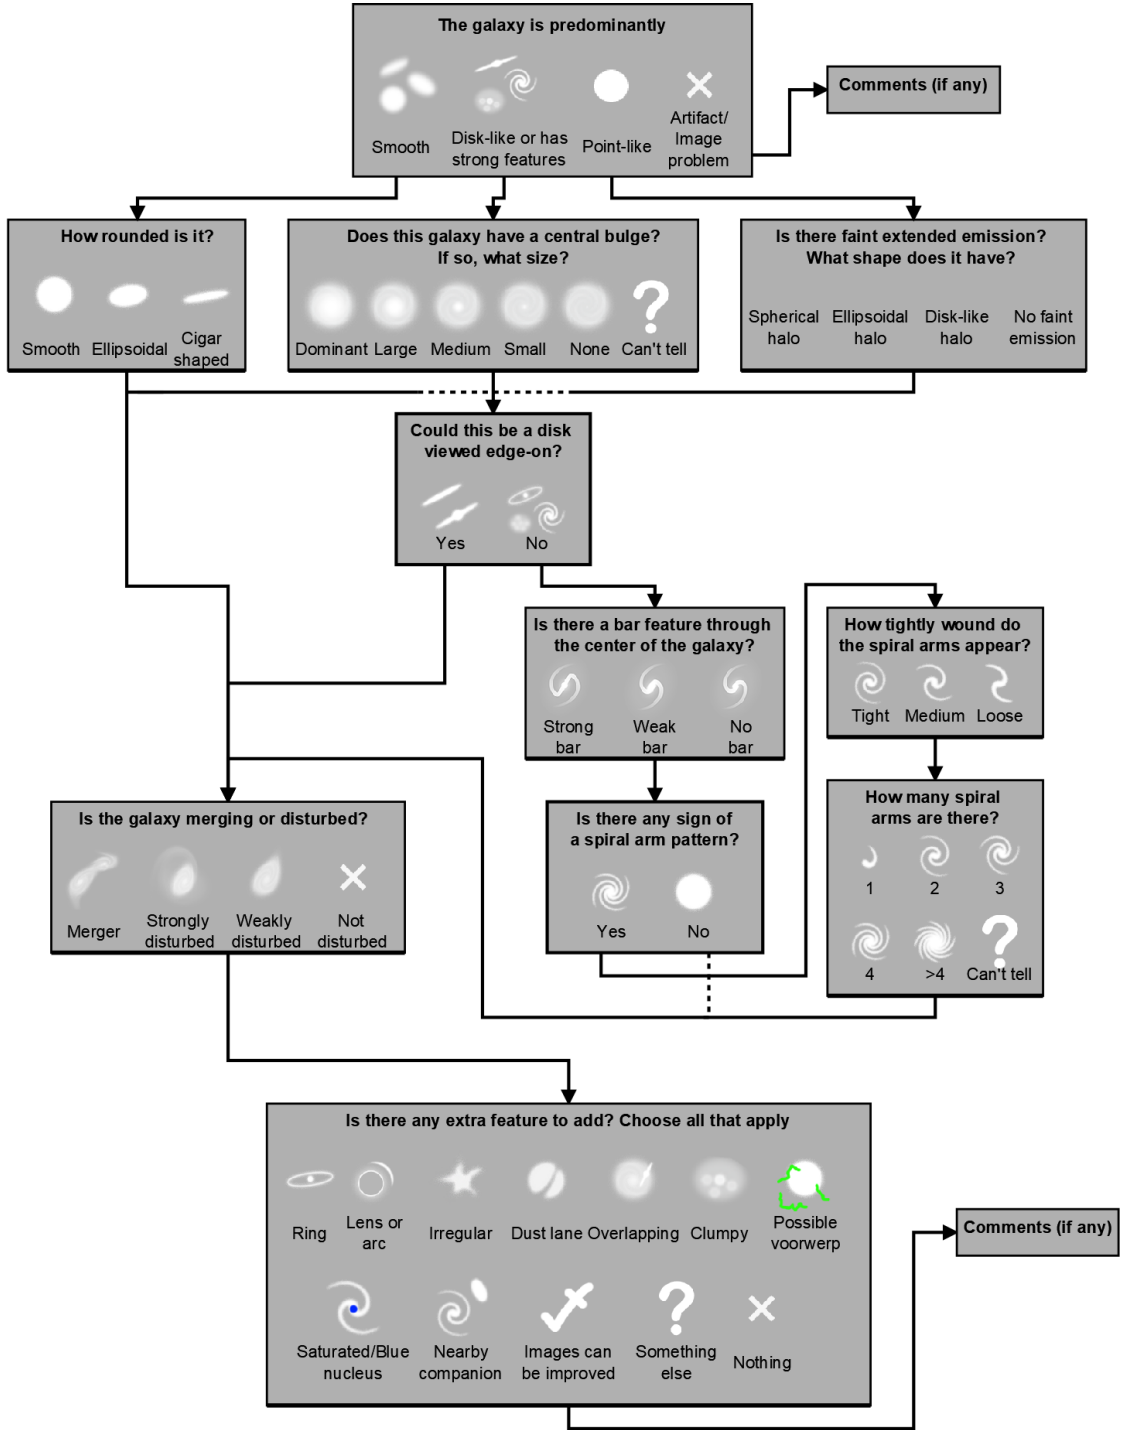 The galaxy is predominantly
Smooth
Disk-like or has
strong features
Point-like
Artifact/
Image
problem
Comments (if any)
How rounded is it?
Smooth
Ellipsoidal
Cigar
shaped
Does this galaxy have a central bulge?
If so, what size?
Dominant
Large
Medium
Small
None
Can't tell
Is there faint extended emission?
What shape does it have?
Spherical
halo
Ellipsoidal
halo
Disk-like
halo
No faint
emission
Could this be a disk
viewed edge-on?
Yes
No
Is there a bar feature through
the center of the galaxy?
Strong
bar
Weak
bar
No
bar
How tightly wound do
the spiral arms appear?
Tight
Medium
Loose
Is the galaxy merging or disturbed?
Merger
Strongly
disturbed
Weakly
disturbed
Not
disturbed
Is there any sign of
a spiral arm pattern?
Yes
No
How many spiral
arms are there?
1
2
3
4
>4
Can't tell
Is there any extra feature to add? Choose all that apply
Ring
Lens or
arc
Irregular
Dust lane
Overlapping
Clumpy
Possible
voorwerp
Saturated/Blue
nucleus
Nearby
companion
Images can
be improved
Something
else
Nothing
Comments (if any)